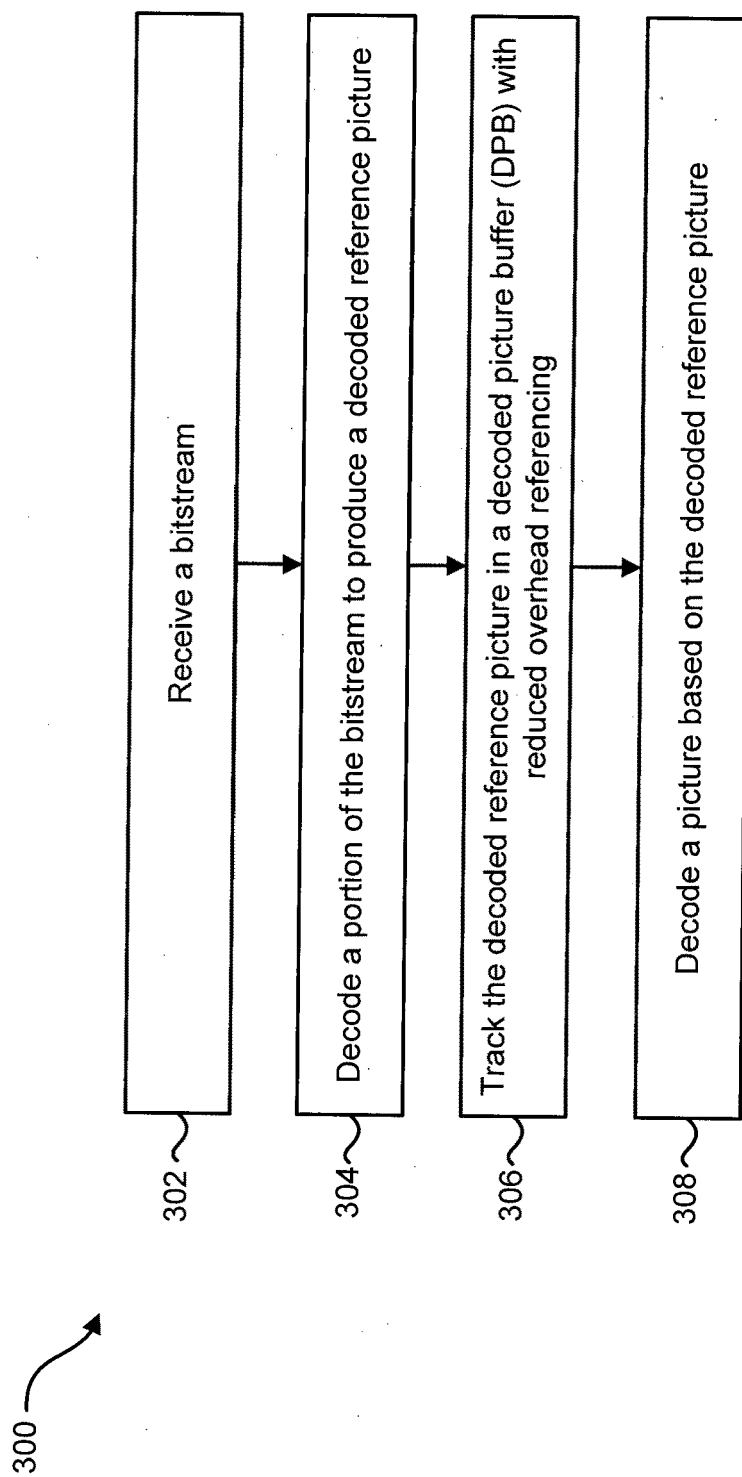 300
302
Receive a bitstream
304
Decode a portion of the bitstream to produce a decoded reference picture
306
Track the decoded reference picture in a decoded picture buffer (DPB) with
reduced overhead referencing
308
Decode a picture based on the decoded reference picture